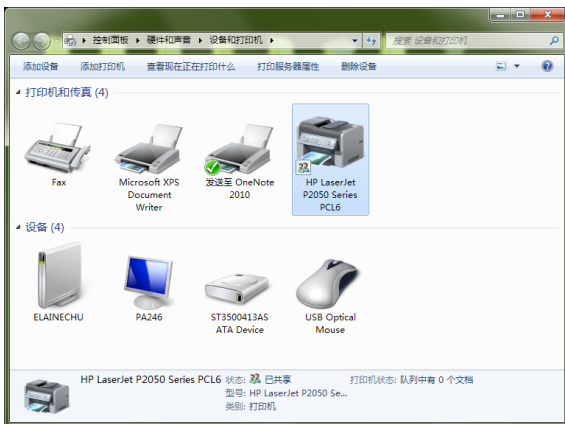 控制面板 ▸ 硬件和声音 ▸ 设备和打印机 ▸
搜索 设备和打印机
添加设备 添加打印机 查看现在正在打印什么 打印服务器属性 删除设备
打印机和传真 (4)
Fax
Microsoft XPS
Document
Writer
发送至 OneNote
2010
HP LaserJet
P2050 Series
PCL6
设备 (4)
ELAINECHU
PA246
ST3500413AS
ATA Device
USB Optical
Mouse
HP LaserJet P2050 Series PCL6 状态: 已共享 打印机状态: 队列中有 0 个文档
型号: HP LaserJet P2050 Se...
类别: 打印机